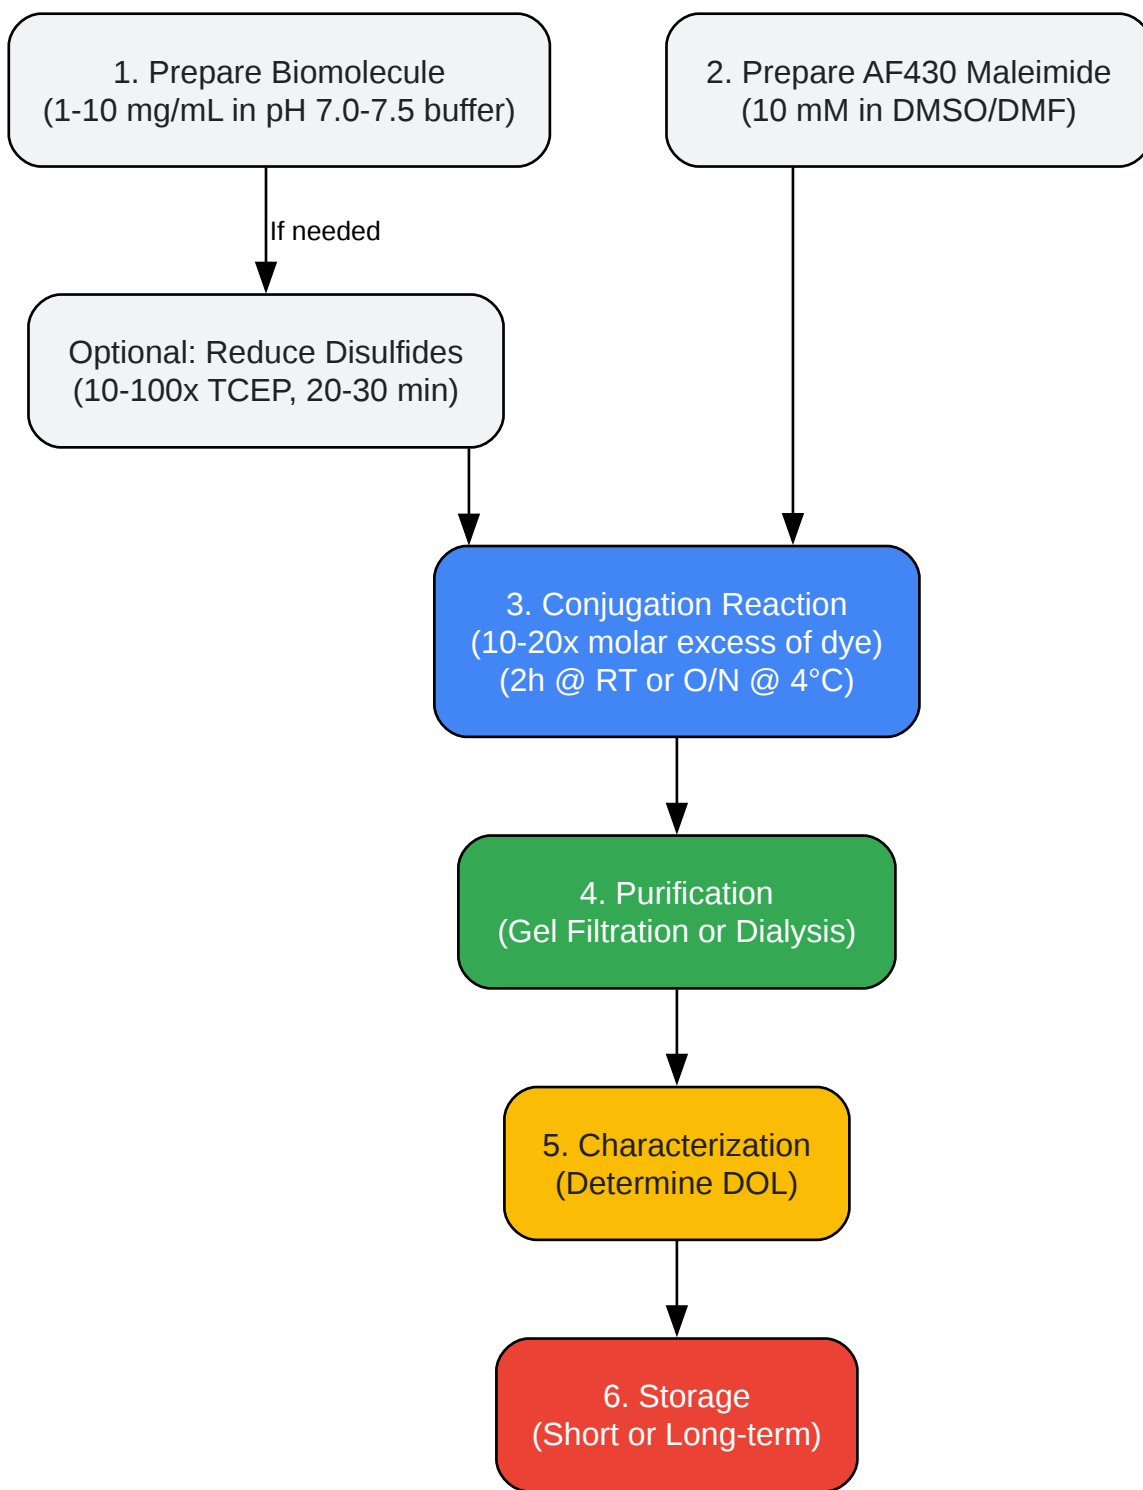 1. Prepare Biomolecule
(1-10 mg/mL in pH 7.0-7.5 buffer)
2. Prepare AF430 Maleimide
(10 mM in DMSO/DMF)
If needed
Optional: Reduce Disulfides
(10-100x TCEP, 20-30 min)
3. Conjugation Reaction
(10-20x molar excess of dye)
(2h @ RT or O/N @ 4°C)
4. Purification
(Gel Filtration or Dialysis)
5. Characterization
(Determine DOL)
6. Storage
(Short or Long-term)